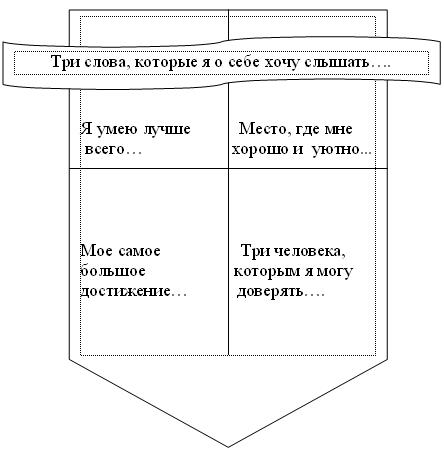 Три слова, которые я о себе хочу слышать….
Я умею лучше
всего…
Место, где мне
хорошо и уютно...
Мое самое
большое
достижение…
Три человека,
которым я могу
доверять….